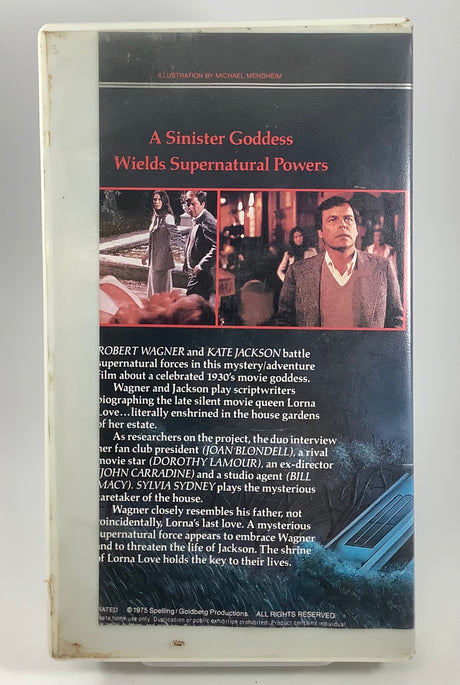 ILLUSTRATION BY MICHAEL MENDHEIM
A Sinister Goddess
Wields Supernatural Powers
ROBERT WAGNER and KATE JACKSON battle
supernatural forces in this mystery/adventure
film about a celebrated 1930's movie goddess.
Wagner and Jackson play scriptwriters
biographing the late silent movie queen Lorna
Love...literally enshrined in the house gardens
of her estate.
As researchers on the project, the duo interview
her fan club president (JOAN BLONDELL), a rival
movie star (DOROTHY LAMOUR), an ex-director
(JOHN CARRADINE) and a studio agent (BILL
MACY). SYLVIA SYDNEY plays the mysterious
caretaker of the house.
Wagner closely resembles his father, not
coincidentally, Lorna's last love. A mysterious
supernatural force appears to embrace Wagner
and to threaten the life of Jackson. The shrine
of Lorna Love holds the key to their lives.
RATED ©1975 Spelling/Goldberg Productions. ALL RIGHTS RESERVED
home use only. Duplication or public exhibition prohibited. Product contains individual